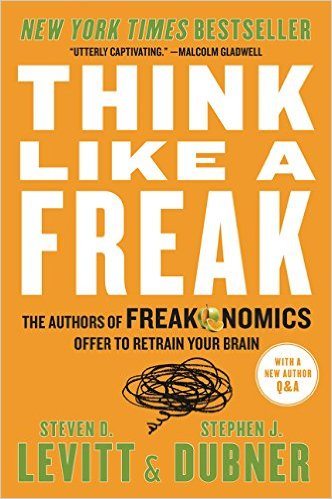 NEW YORK TIMES BESTSELLER
"UTTERLY CAPTIVATING." —MALCOLM GLADWELL
THINK
LIKE A
FREAK
THE AUTHORS OF FREAKONOMICS
OFFER TO RETRAIN YOUR BRAIN
WITH A
NEW AUTHOR
Q&A
STEVEN D.
LEVITT &
STEPHEN J.
DUBNER